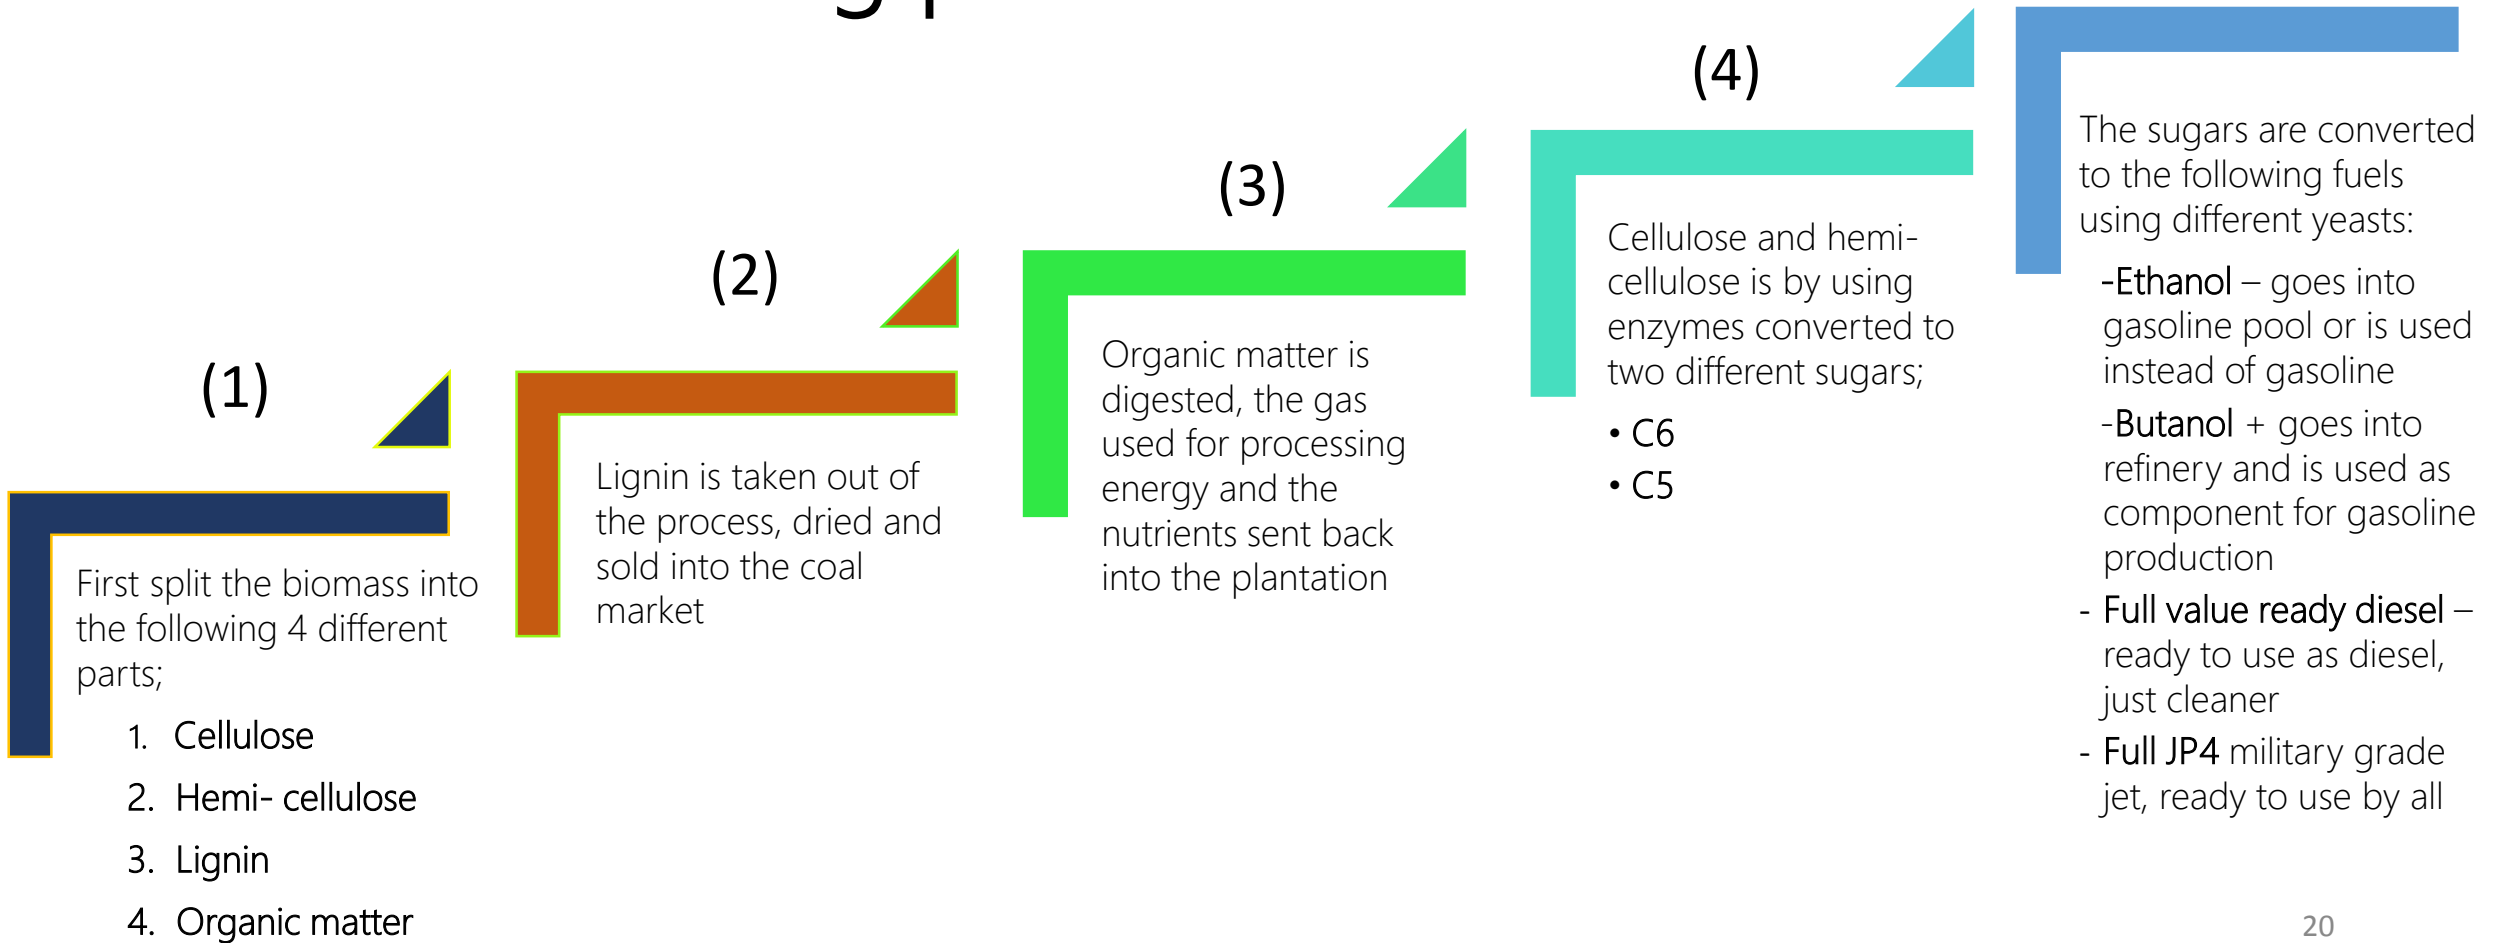 (1)
First split the biomass into
the following 4 different
parts;
1. Cellulose
2. Hemi- cellulose
3. Lignin
4. Organic matter
(2)
Lignin is taken out of
the process, dried and
sold into the coal
market
(3)
Organic matter is
digested, the gas
used for processing
energy and the
nutrients sent back
into the plantation
(4)
Cellulose and hemi-
cellulose is by using
enzymes converted to
two different sugars;
• C6
• C5
The sugars are converted
to the following fuels
using different yeasts:
-Ethanol – goes into
gasoline pool or is used
instead of gasoline
-Butanol + goes into
refinery and is used as
component for gasoline
production
- Full value ready diesel –
ready to use as diesel,
just cleaner
- Full JP4 military grade
jet, ready to use by all
20